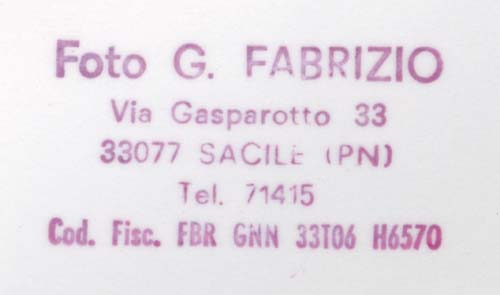 Foto G. FABRIZIO
Via Gasparotto 33
33077 SACILE (PN)
Tel. 71415
Cod. Fisc. FBR GNN 33T06 H6570